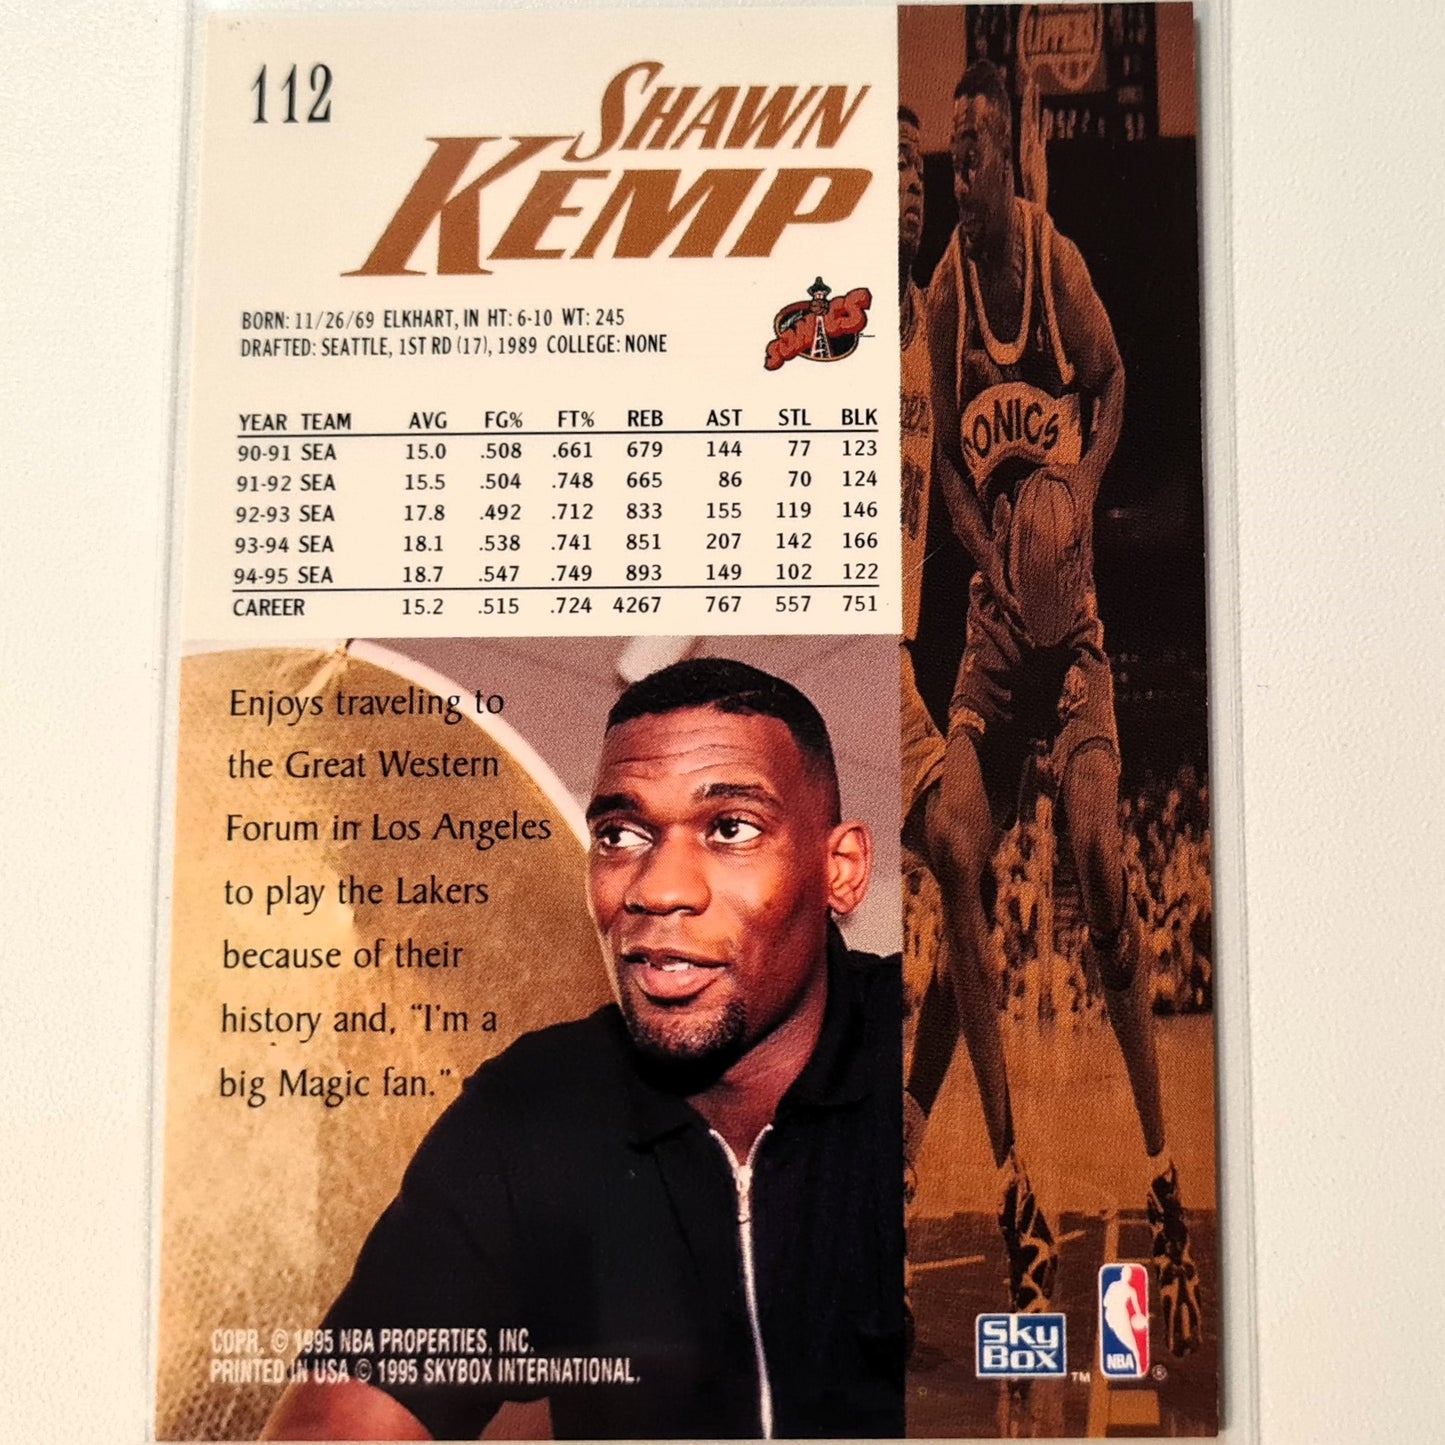 112
SHAWN
KEMP
BORN: 11/26/69 ELKHART, IN HT: 6-10 WT: 245
DRAFTED: SEATTLE, 1ST RD (17), 1989 COLLEGE: NONE
SONICS
YEAR TEAM AVG FG% FT% REB AST STL BLK
90-91 SEA 15.0 .508 .661 679 144 77 123
91-92 SEA 15.5 .504 .748 665 86 70 124
92-93 SEA 17.8 .492 .712 833 155 119 146
93-94 SEA 18.1 .538 .741 851 207 142 166
94-95 SEA 18.7 .547 .749 893 149 102 122
CAREER 15.2 .515 .724 4267 767 557 751
Enjoys traveling to
the Great Western
Forum in Los Angeles
to play the Lakers
because of their
history and, “I'm a
big Magic fan.”
COPR. © 1995 NBA PROPERTIES, INC.
PRINTED IN USA © 1995 SKYBOX INTERNATIONAL.
CLIPPERS
SONICS
Sky
BOX ™
NBA ®